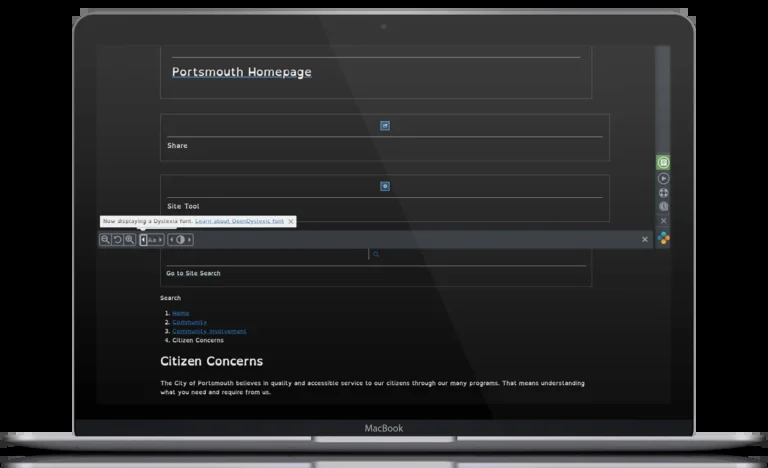 Portsmouth Homepage
Share
Site Tool
Now displaying a Dyslexia font. Learn about OpenDyslexic font
Aa
Go to Site Search
Search
1. Home
2. Community
3. Community Involvement
4. Citizen Concerns
Citizen Concerns
The City of Portsmouth believes in quality and accessible service to our citizens through our many programs. That means understanding
what you need and require from us.
MacBook